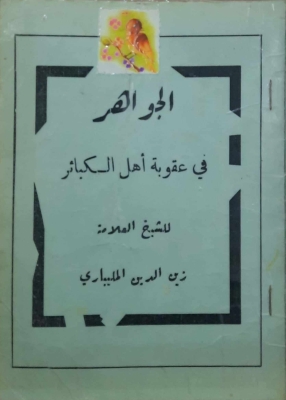 الجواهر
في عقوبة أهل الكبائر
للشيخ العلامة
زين الدين المليباري